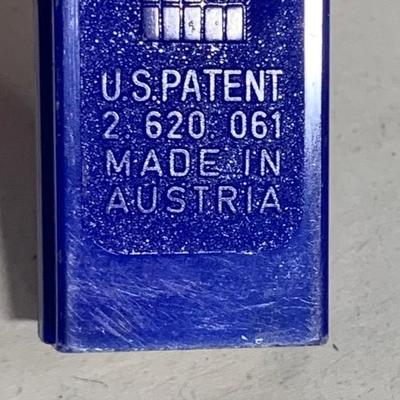 U.S. PATENT
2 620 061
MADE IN
AUSTRIA